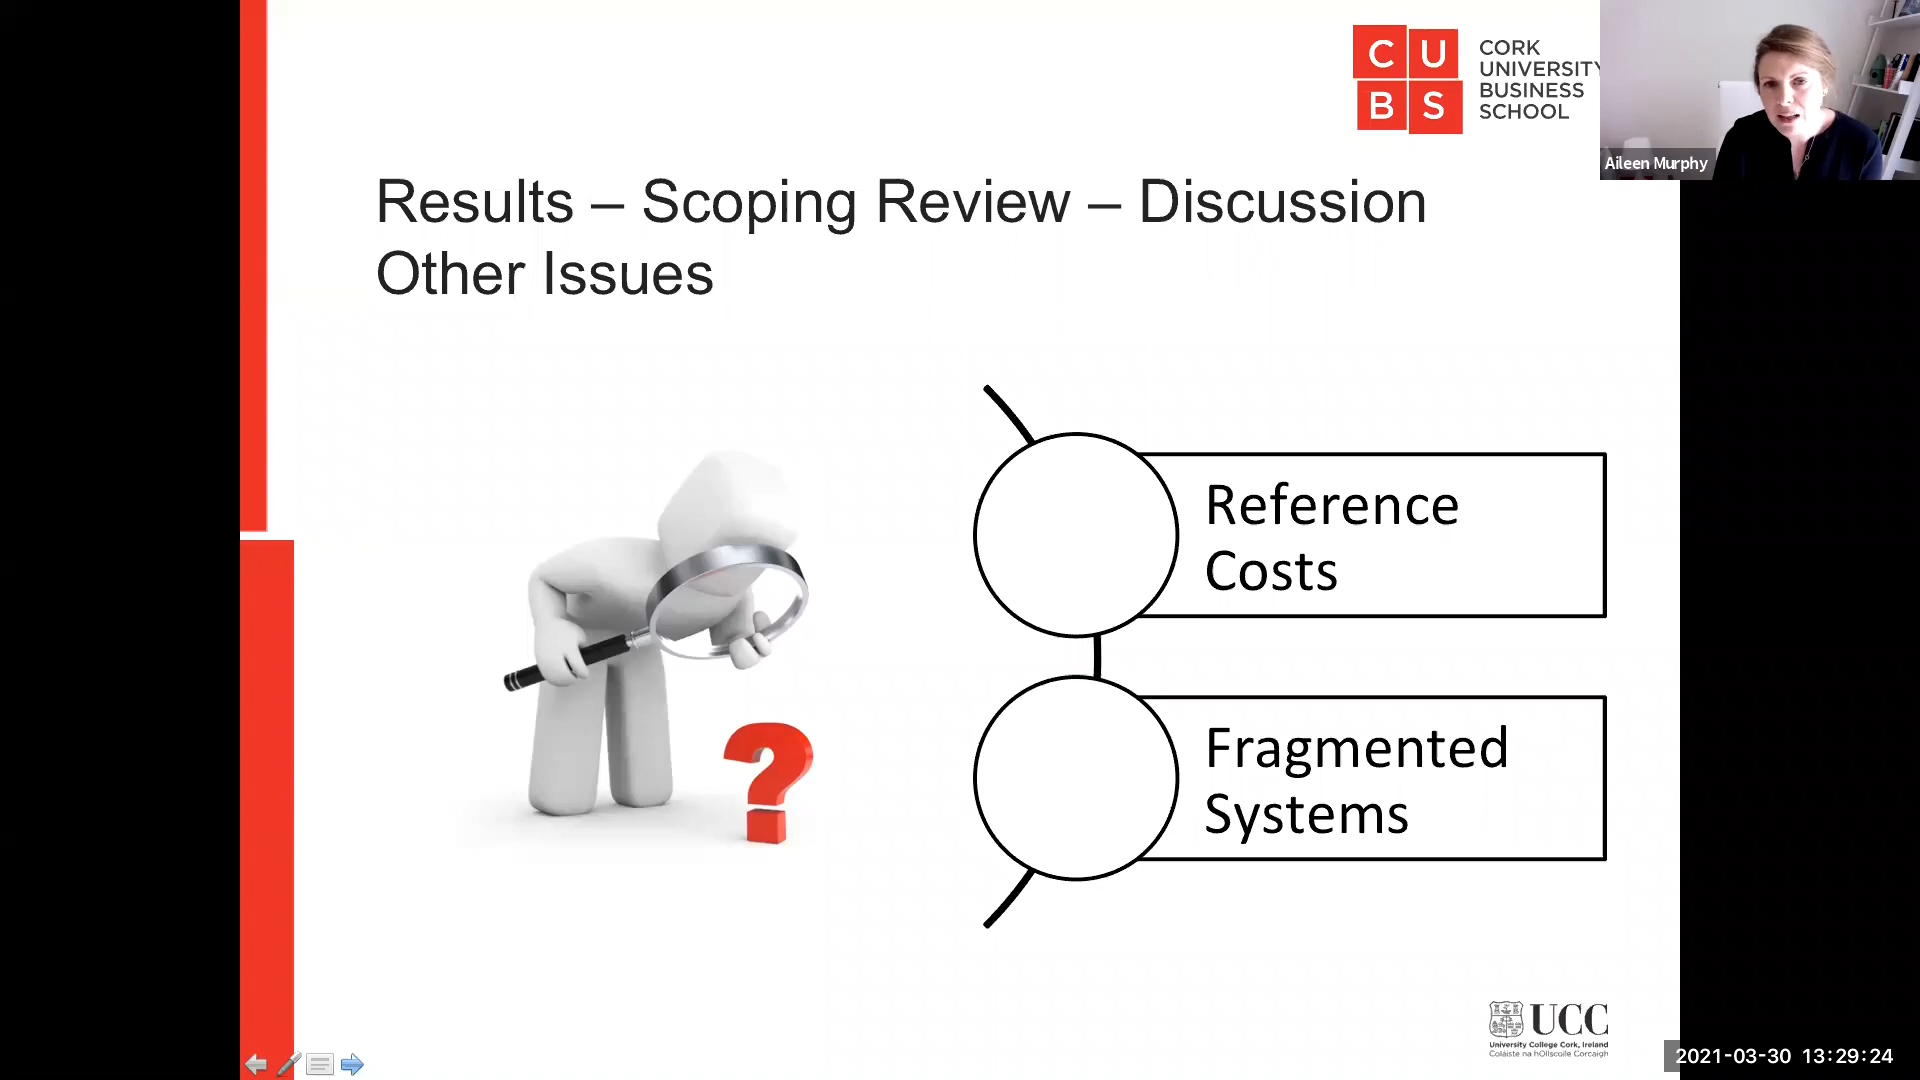 C U
B S
CORK
UNIVERSITY
BUSINESS
SCHOOL
Aileen Murphy
Results – Scoping Review – Discussion
Other Issues
Reference
Costs
Fragmented
Systems
?
UCC
University College Cork, Ireland
Coláiste na hOllscoile Corcaigh
2021-03-30 13:29:24